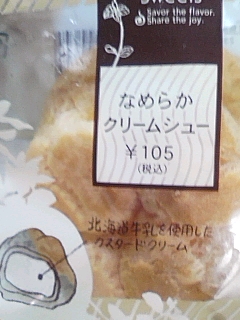 Sweets
Savor the flavor.
Share the joy.
なめらか
クリームシュー
￥105
(税込)
北海道牛乳を使用した
カスタードクリーム